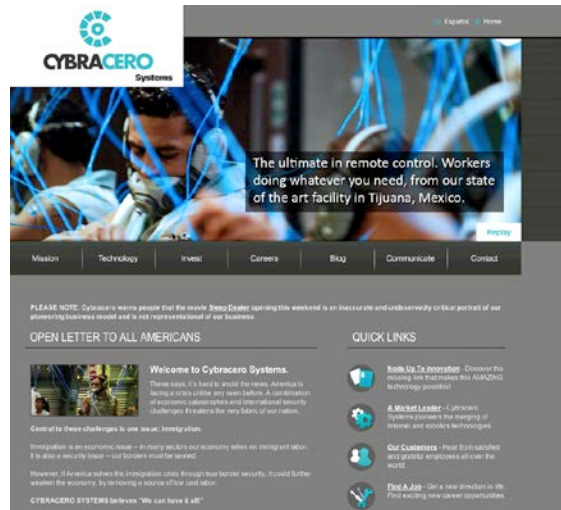 CYBRACERO
Systems
Español
Home
The ultimate in remote control. Workers
doing whatever you need, from our state
of the art facility in Tijuana, Mexico.
Replay
Mission
Technology
Invest
Careers
Blog
Communicate
Contact
PLEASE NOTE: Cybracero warns people that the movie Sleep Dealer opening this weekend is an inaccurate and undeservedly critical portrait of our
pioneering business model and is not representational of our business.
OPEN LETTER TO ALL AMERICANS
Welcome to Cybracero Systems.
These days, it's hard to avoid the news. America is
facing a crisis unlike any seen before. A combination
of economic catastrophes and international security
challenges threatens the very fabric of our nation.
Central to these challenges is one issue: immigration.
Immigration is an economic issue – in many sectors our economy relies on immigrant labor.
It is also a security issue – our borders must be sealed.
However, if America solves the immigration crisis through true border security, it could further
weaken the economy, by removing a source of low cost labor.
CYBRACERO SYSTEMS believes "We can have it all!"
QUICK LINKS
Node Up To Innovation - Discover the
missing link that makes this AMAZING
technology possible!
A Market Leader - Cybracero
Systems pioneers the merging of
Internet and robotics technologies.
Our Customers - Hear from satisfied
and grateful employees all over the
world.
Find A Job - Get a new direction in life.
Find exciting new career opportunities.